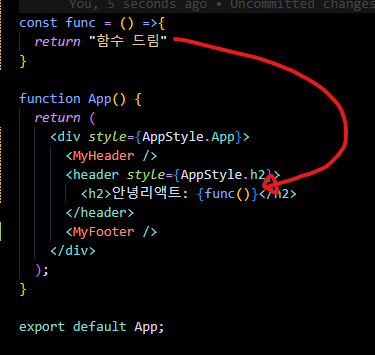 You, 5 seconds ago • Uncommitted changes
const func = () =>{
  return "함수 드림"
}

function App() {
  return (
    <div style={AppStyle.App}>
      <MyHeader />
      <header style={AppStyle.h2}>
        <h2>안녕리액트: {func()}</h2>
      </header>
      <MyFooter />
    </div>
  );
}

export default App;